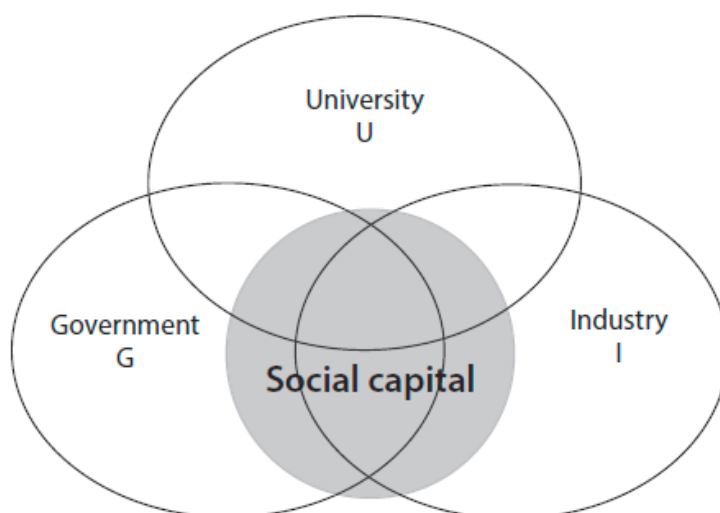 University
U
Government
G
Industry
I
Social capital